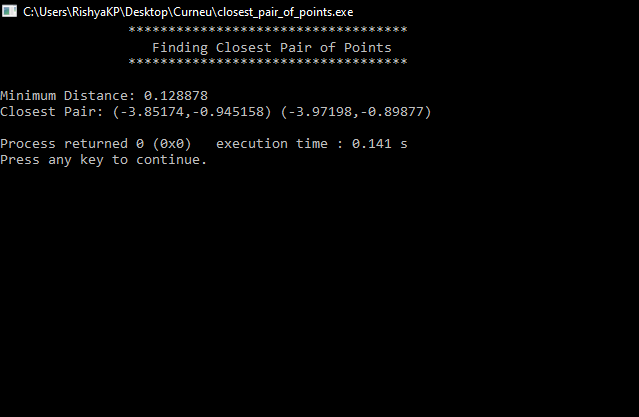 C:\Users\RishyaKP\Desktop\Curneu\closest_pair_of_points.exe
***********************************
Finding Closest Pair of Points
***********************************
Minimum Distance: 0.128878
Closest Pair: (-3.85174,-0.945158) (-3.97198,-0.89877)
Process returned 0 (0x0)   execution time : 0.141 s
Press any key to continue.